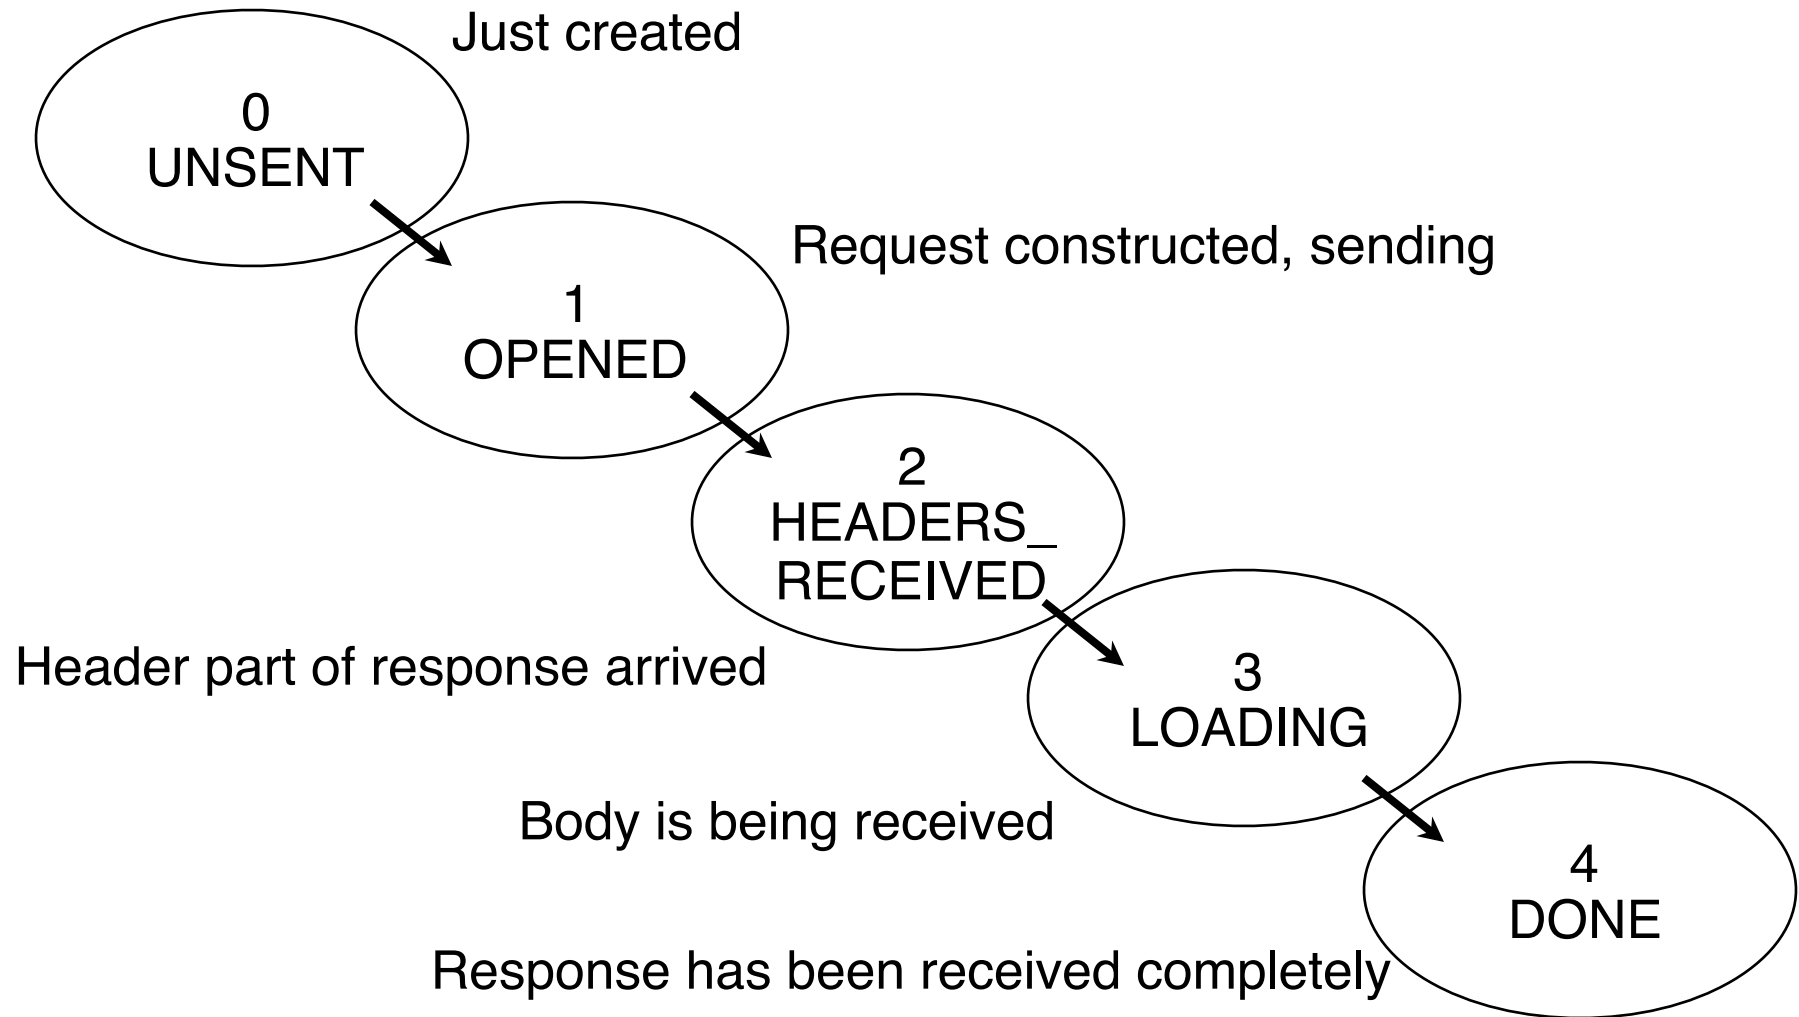 Just created
0
UNSENT
Request constructed, sending
1
OPENED
2
HEADERS_
RECEIVED
Header part of response arrived
3
LOADING
Body is being received
4
DONE
Response has been received completely